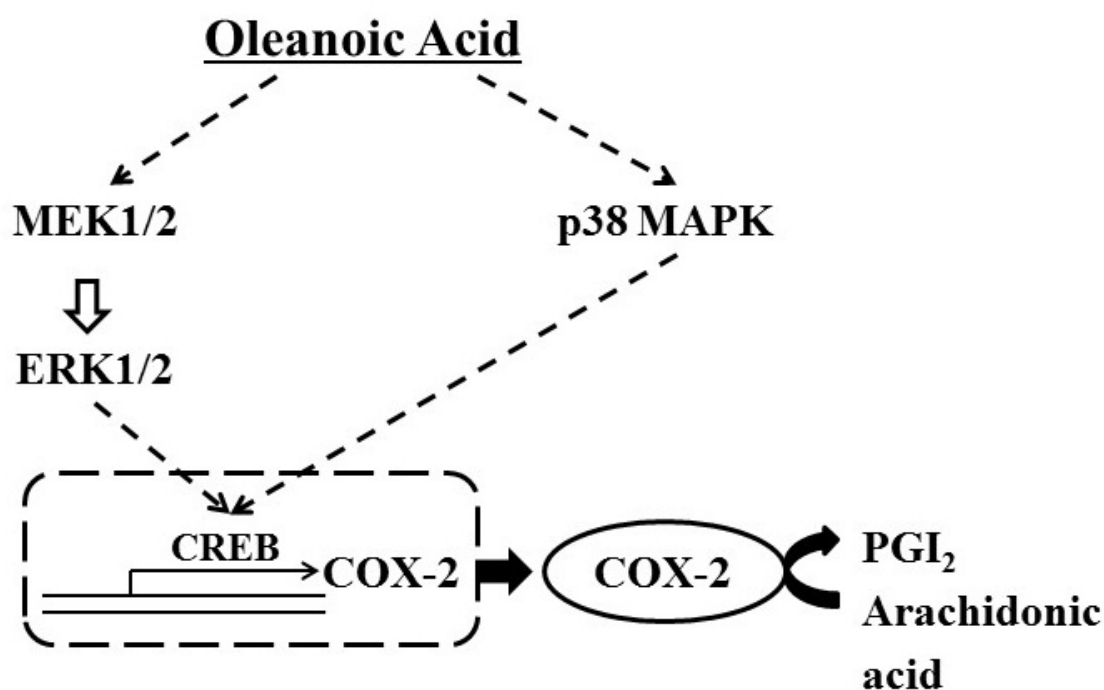 Oleanoic Acid
MEK1/2
p38 MAPK
ERK1/2
CREB
COX-2
COX-2
PGI₂
Arachidonic
acid